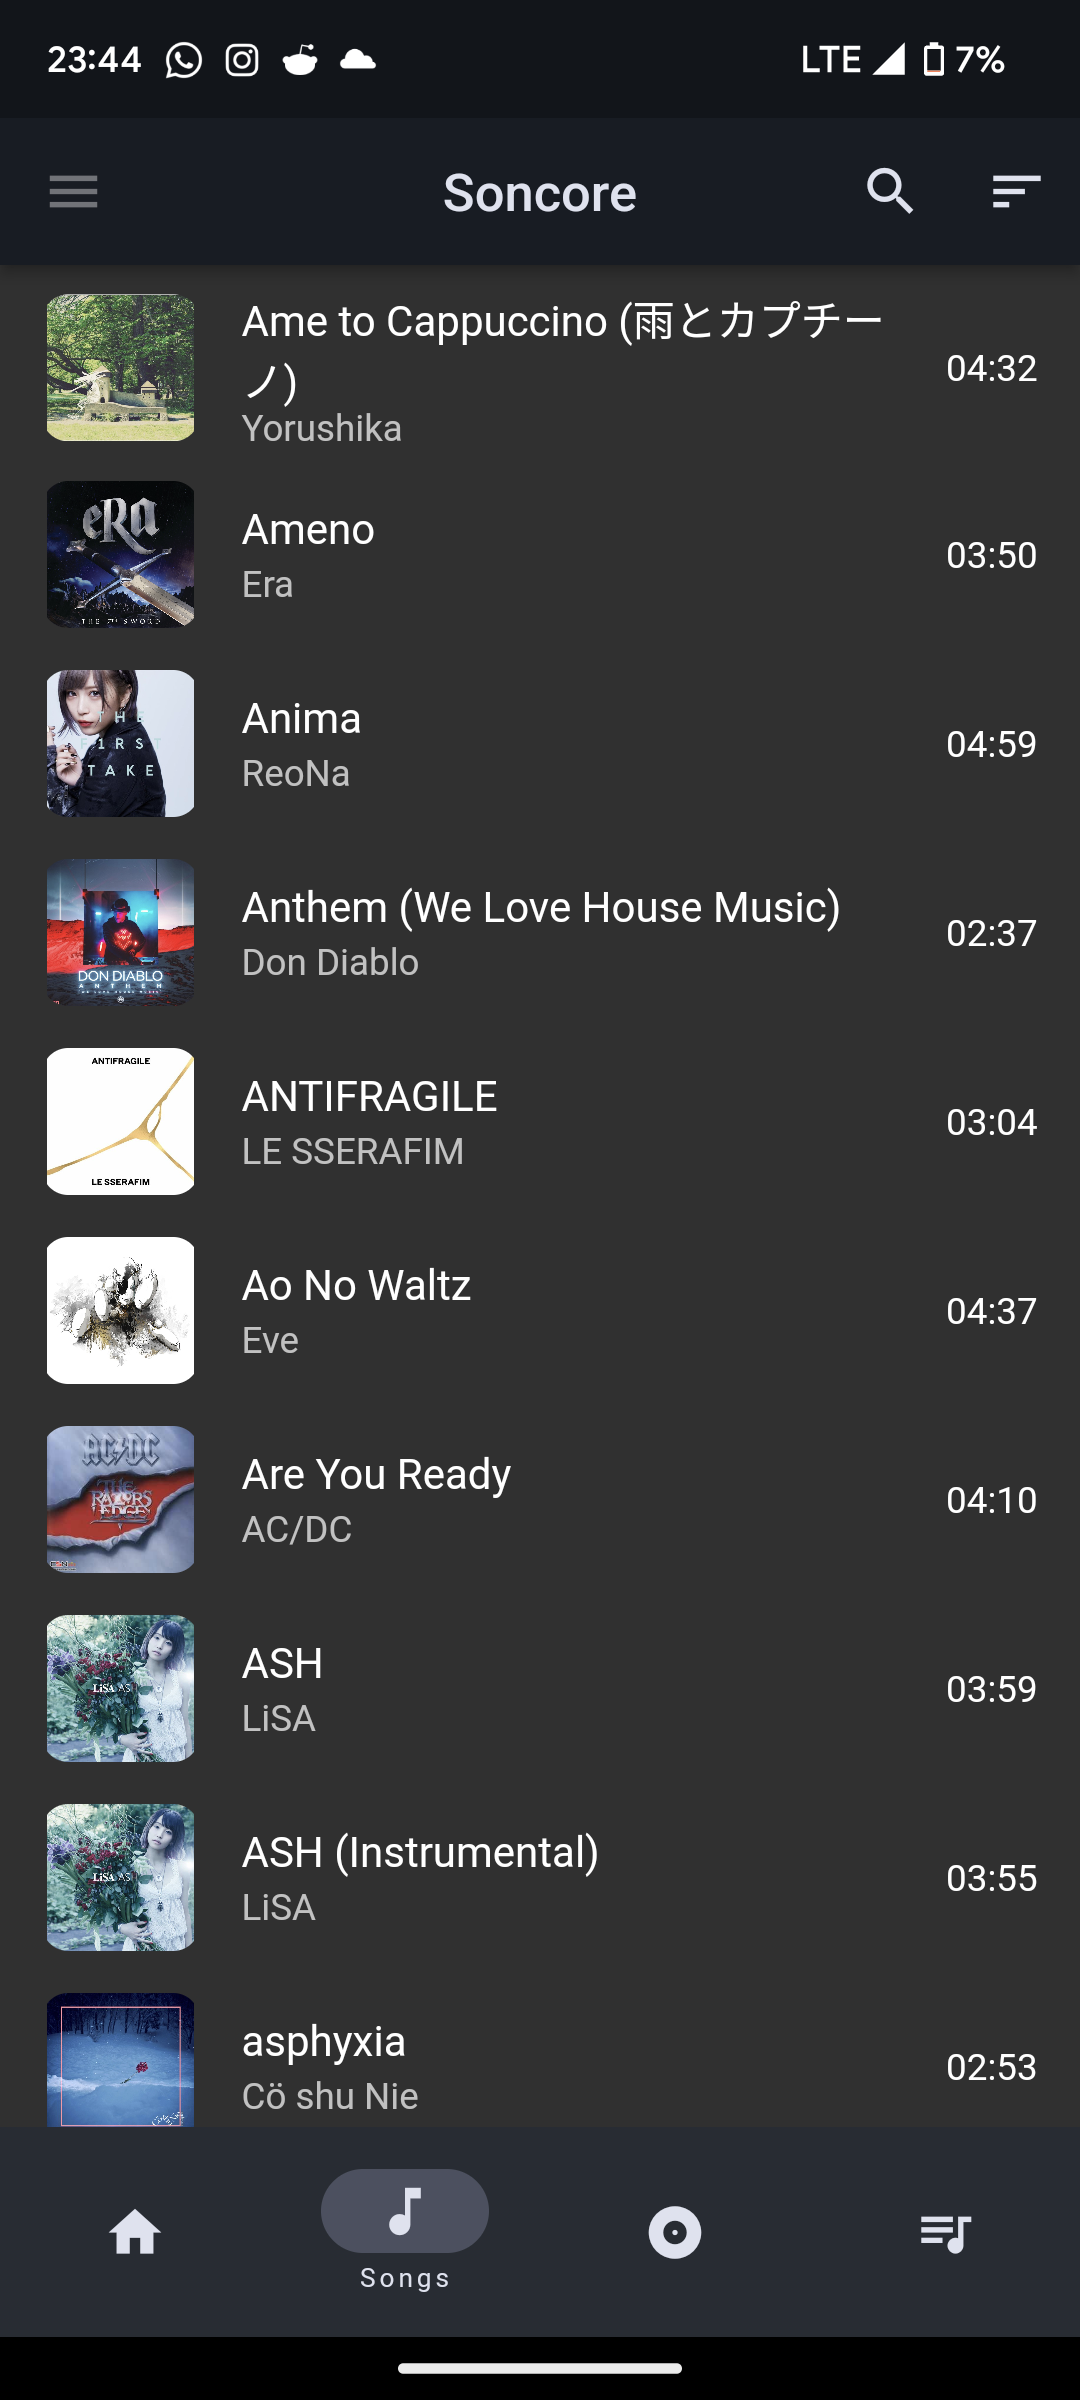 23:44
LTE 7%
Soncore
Ame to Cappuccino (雨とカプチー
ノ)
Yorushika
04:32
eRa
THE 7TH SWORD
Ameno
Era
03:50
THE
FIRST
TAKE
Anima
ReoNa
04:59
DON DIABLO
ANTHEM
Anthem (We Love House Music)
Don Diablo
02:37
ANTIFRAGILE
LE SSERAFIM
ANTIFRAGILE
LE SSERAFIM
03:04
Ao No Waltz
Eve
04:37
AC/DC
THE
RAZORS
EDGE
Are You Ready
AC/DC
04:10
LiSA ASH
ASH
LiSA
03:59
LiSA ASH
ASH (Instrumental)
LiSA
03:55
asphyxia
Cö shu Nie
02:53
Songs